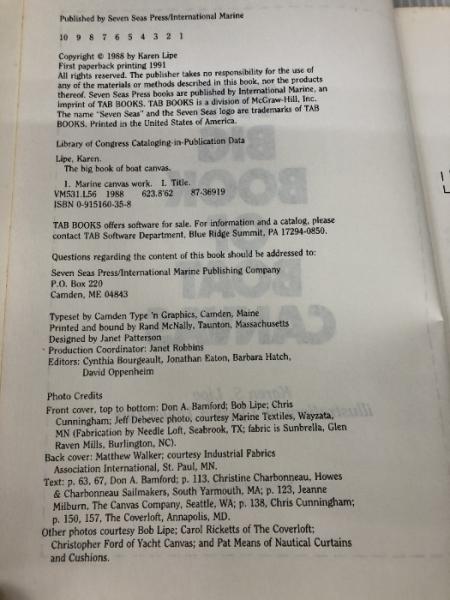 Published by Seven Seas Press/International Marine
10 9 8 7 6 5 4 3 2 1
Copyright © 1988 by Karen Lipe
First paperback printing 1991
All rights reserved. The publisher takes no responsibility for the use of
any of the materials or methods described in this book, nor the products
thereof. Seven Seas Press books are published by International Marine, an
imprint of TAB BOOKS. TAB BOOKS is a division of McGraw-Hill, Inc.
The name "Seven Seas" and the Seven Seas logo are trademarks of TAB
BOOKS. Printed in the United States of America.
Library of Congress Cataloging-in-Publication Data
Lipe, Karen.
The big book of boat canvas.
1. Marine canvas work. I. Title.
VM531.L56 1988 623.8'62 87-36919
ISBN 0-915160-35-8
TAB BOOKS offers software for sale. For information and a catalog, please
contact TAB Software Department, Blue Ridge Summit, PA 17294-0850.
Questions regarding the content of this book should be addressed to:
Seven Seas Press/International Marine Publishing Company
P.O. Box 220
Camden, ME 04843
Typeset by Camden Type 'n Graphics, Camden, Maine
Printed and bound by Rand McNally, Taunton, Massachusetts
Designed by Janet Patterson
Production Coordinator: Janet Robbins
Editors: Cynthia Bourgeault, Jonathan Eaton, Barbara Hatch,
David Oppenheim
Photo Credits
Front cover, top to bottom: Don A. Bamford; Bob Lipe; Chris
Cunningham; Jeff Debevec photo, courtesy Marine Textiles, Wayzata,
MN (Fabrication by Needle Loft, Seabrook, TX; fabric is Sunbrella, Glen
Raven Mills, Burlington, NC).
Back cover: Matthew Walker; courtesy Industrial Fabrics
Association International, St. Paul, MN.
Text: p. 63, 67, Don A. Bamford; p. 113, Christine Charbonneau, Howes
& Charbonneau Sailmakers, South Yarmouth, MA; p. 123, Jeanne
Milburn, The Canvas Company, Seattle, WA; p. 138, Chris Cunningham;
p. 150, 157, The Coverloft, Annapolis, MD.
Other photos courtesy Bob Lipe; Carol Ricketts of The Coverloft;
Christopher Ford of Yacht Canvas; and Pat Means of Nautical Curtains
and Cushions.